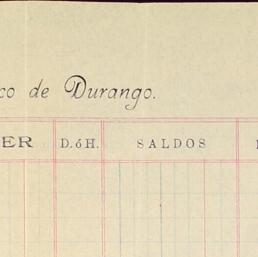 co de Durango.
ER D. ó H. SALDOS